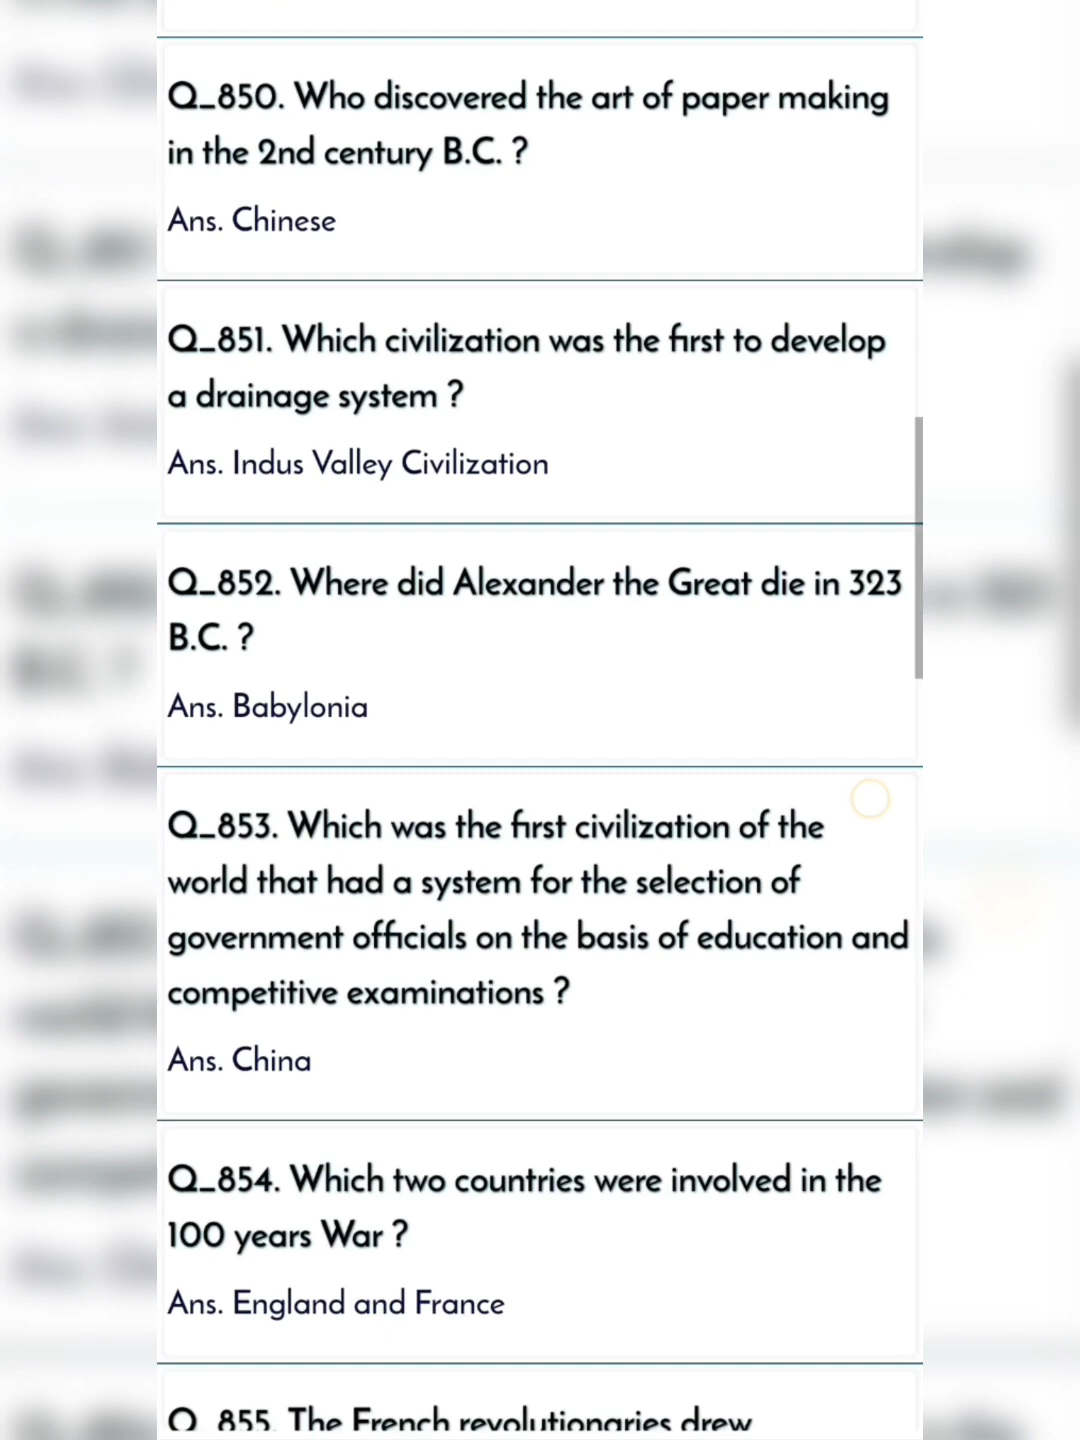 Q_850. Who discovered the art of paper making
in the 2nd century B.C. ?
Ans. Chinese
Q_851. Which civilization was the first to develop
a drainage system ?
Ans. Indus Valley Civilization
Q_852. Where did Alexander the Great die in 323
B.C. ?
Ans. Babylonia
Q_853. Which was the first civilization of the
world that had a system for the selection of
government officials on the basis of education and
competitive examinations ?
Ans. China
Q_854. Which two countries were involved in the
100 years War ?
Ans. England and France
Q_855. The French revolutionaries drew